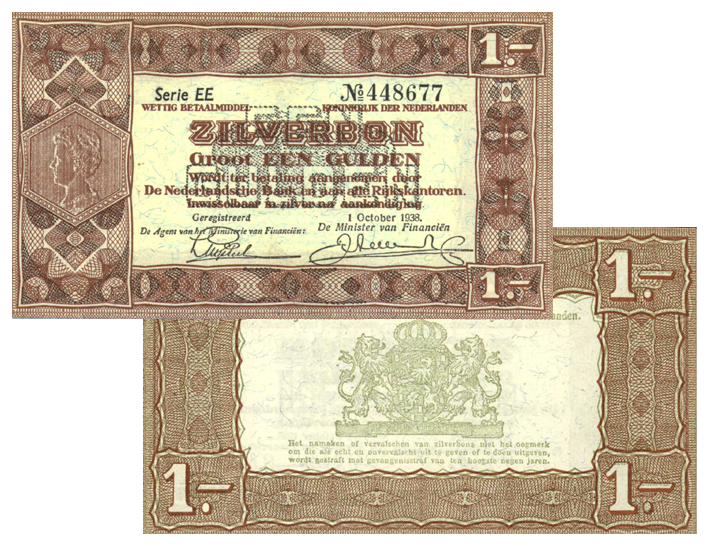 1.-
Serie EE № 448677
WETTIG BETAALMIDDEL KONINKRIJK DER NEDERLANDEN
ZILVERBON
Groot EEN GULDEN
Wordt ter betaling aangenomen door
De Nederlandsche Bank en aan alle Rijkskantoren.
Inwisselbaar in zilver na aankondiging
Geregistreerd 1 October 1938.
De Agent van het Ministerie van Financiën: De Minister van Financiën
1.-
1.-
Het namaken of vervalschen van zilverbons met het oogmerk
om die als echt en onvervalscht uit te geven of te doen uitgeven,
wordt gestraft met gevangenisstraf van ten hoogste negen jaren.
1.- 1.-